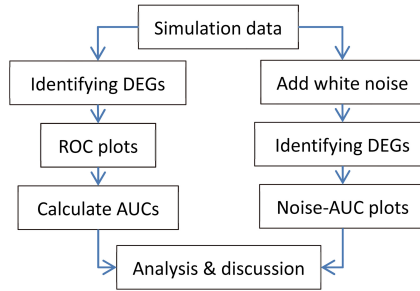 Simulation data
Identifying DEGs
Add white noise
ROC plots
Identifying DEGs
Calculate AUCs
Noise-AUC plots
Analysis & discussion